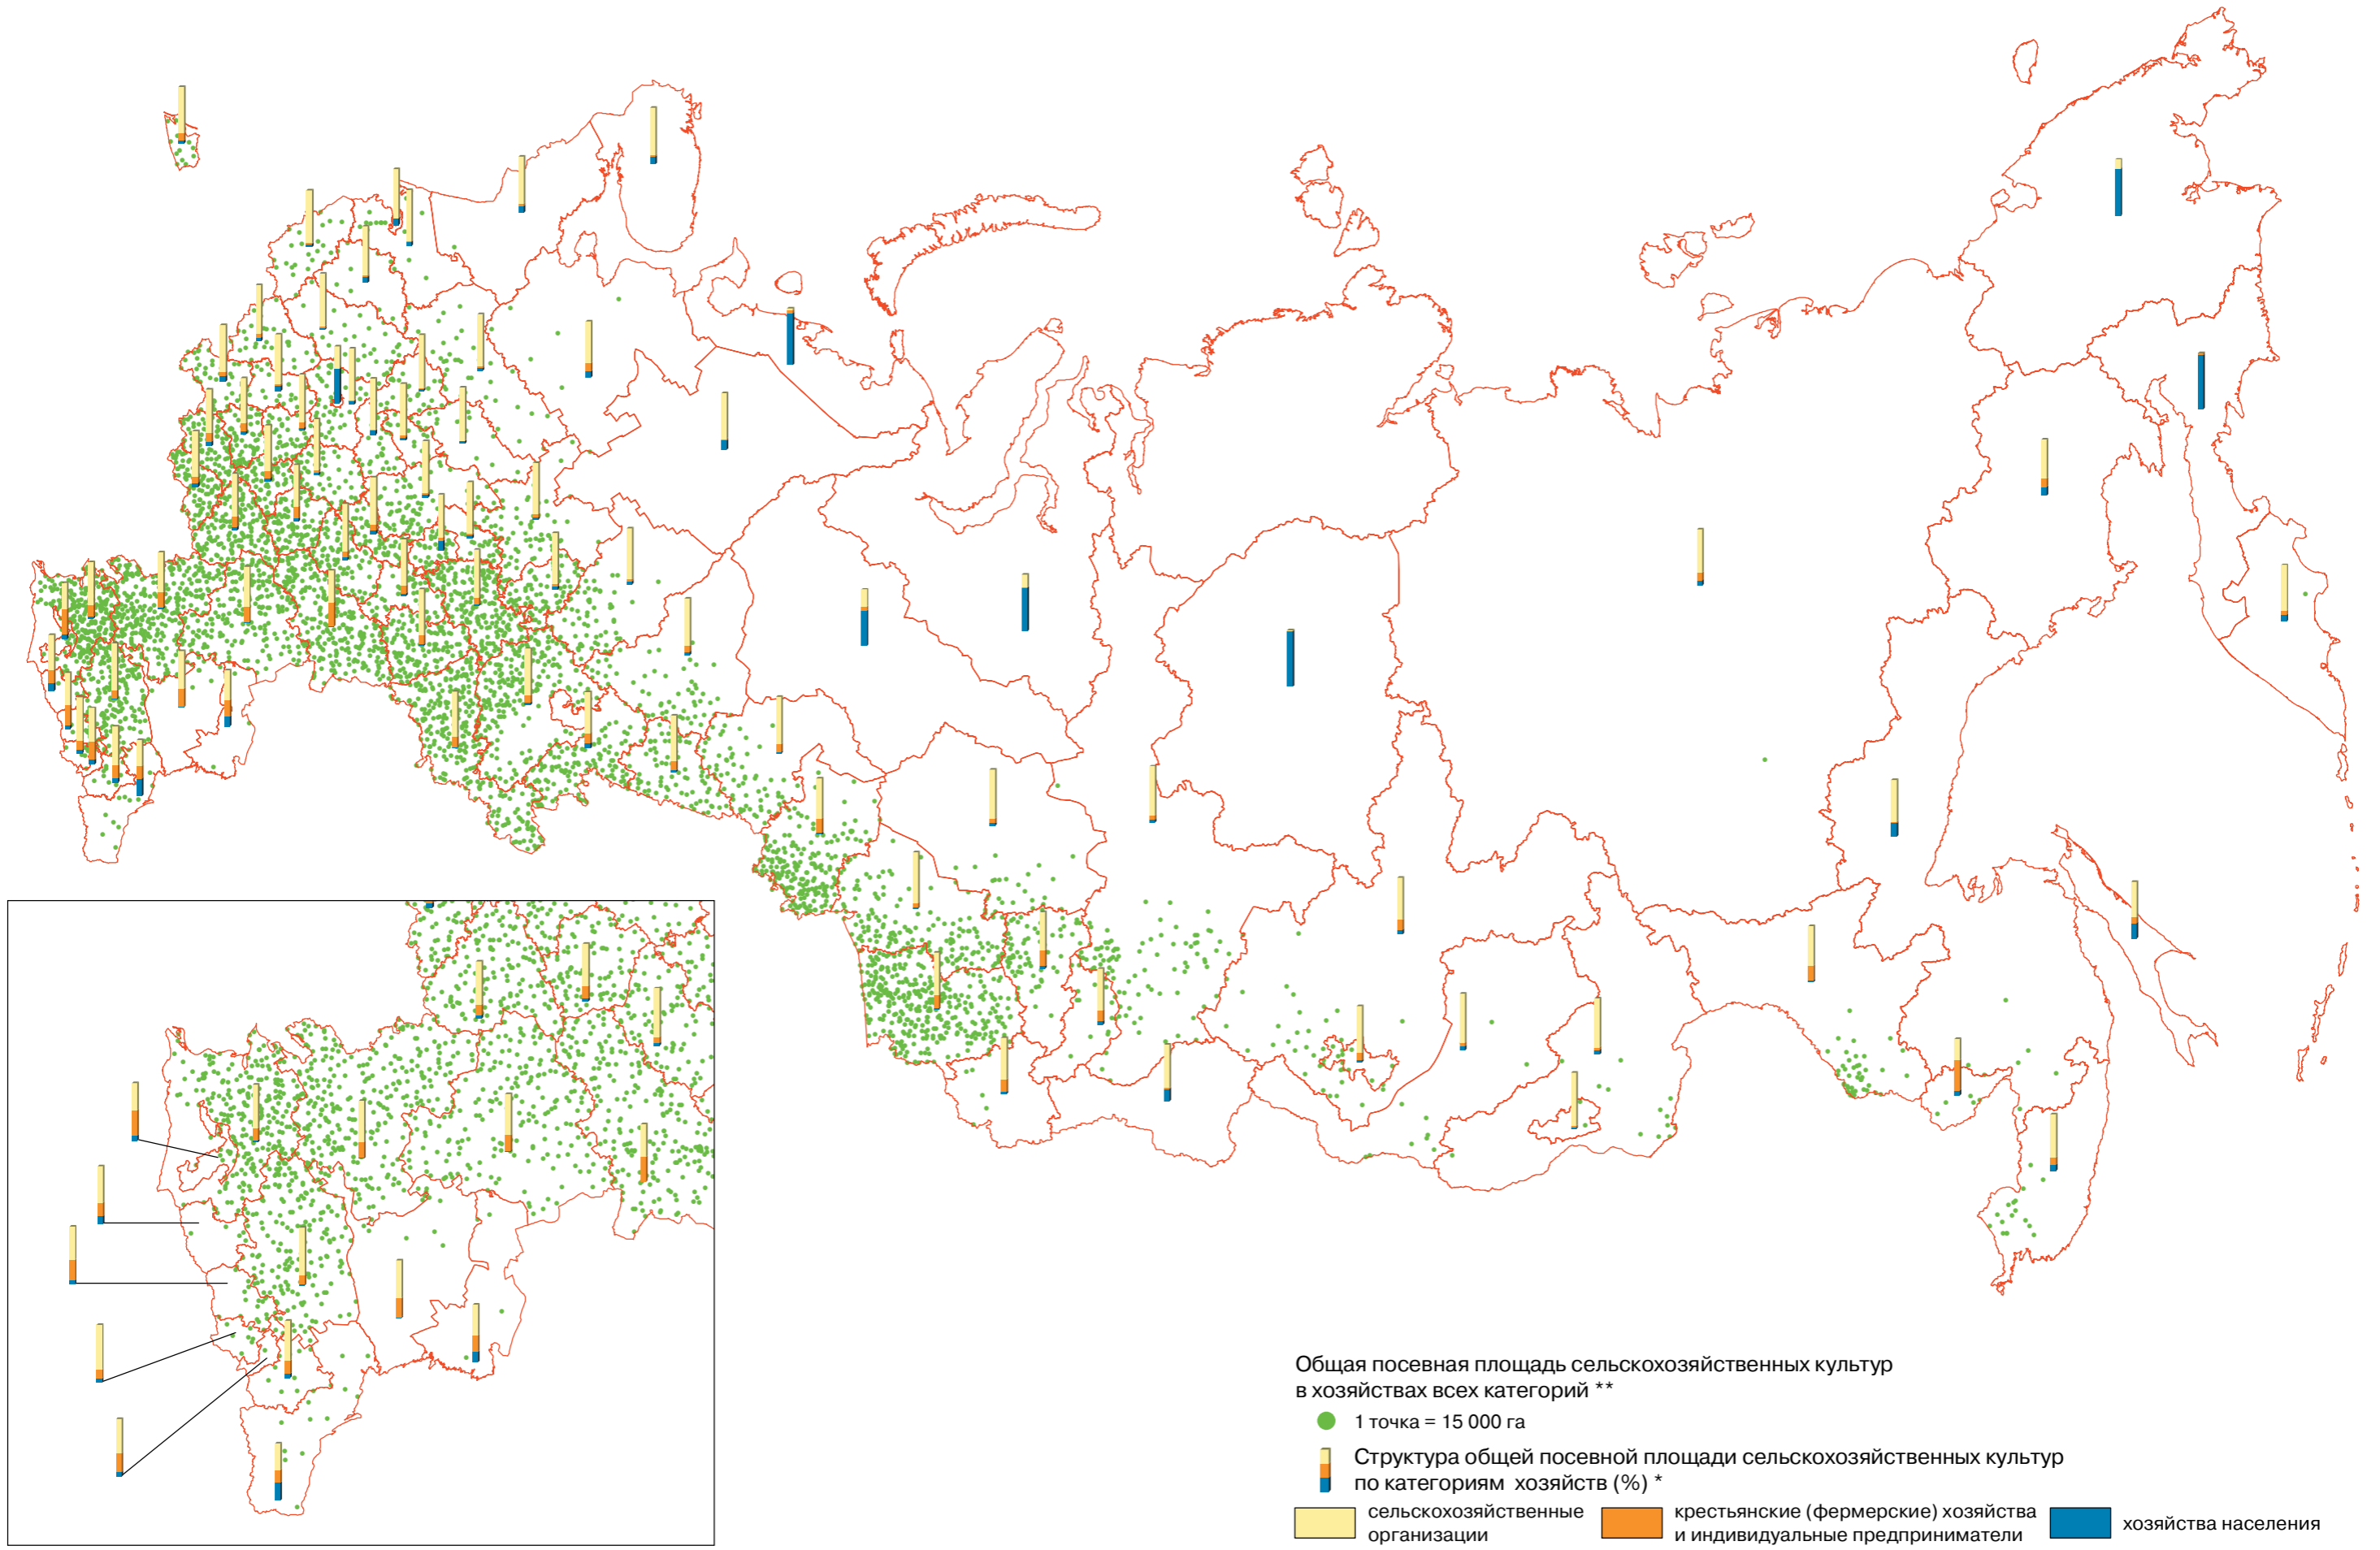 Общая посевная площадь сельскохозяйственных культур
в хозяйствах всех категорий **
1 точка = 15 000 га
Структура общей посевной площади сельскохозяйственных культур
по категориям хозяйств (%) *
сельскохозяйственные
организации
крестьянские (фермерские) хозяйства
и индивидуальные предприниматели
хозяйства населения